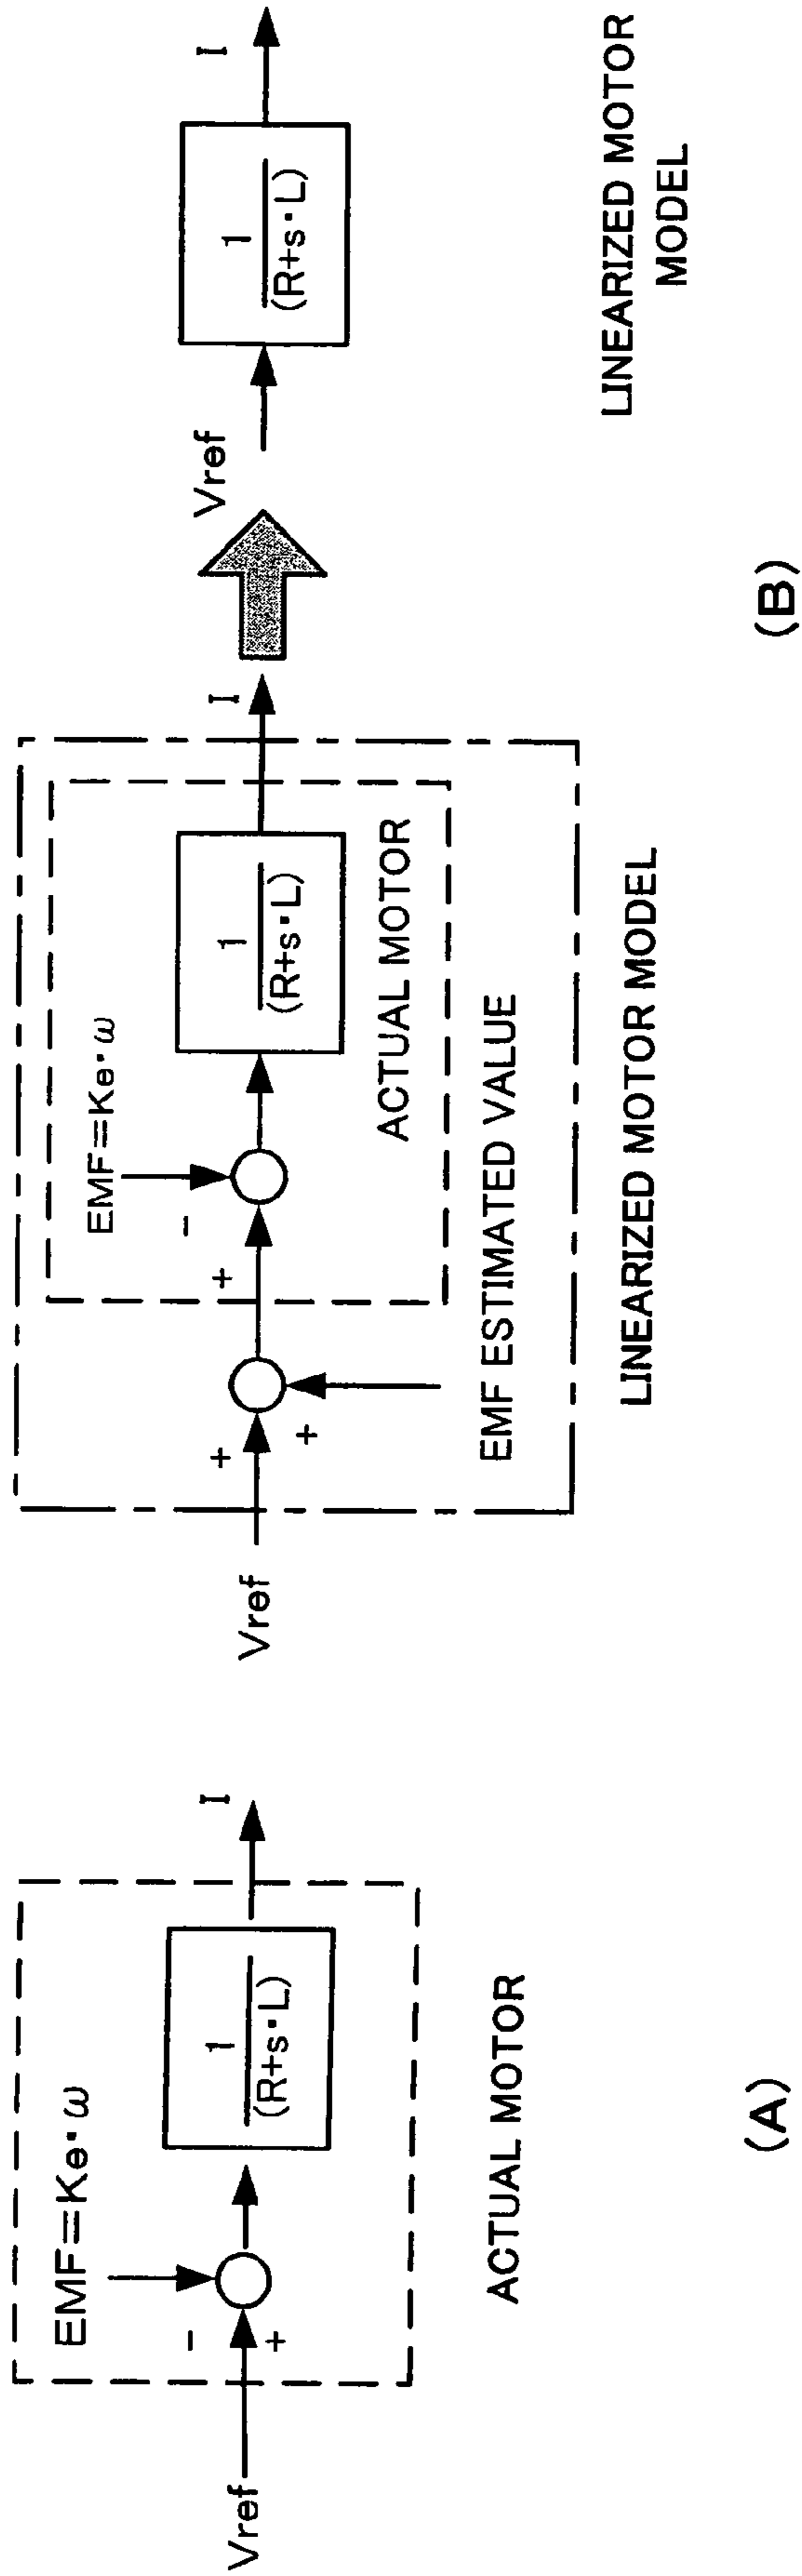 Vref
EMF=Ke・ω
-
+
1
(R+s・L)
I
ACTUAL MOTOR
(A)
Vref
+
+
EMF ESTIMATED VALUE
EMF=Ke・ω
-
+
1
(R+s・L)
ACTUAL MOTOR
I
LINEARIZED MOTOR MODEL
Vref
1
(R+s・L)
I
LINEARIZED MOTOR
MODEL
(B)